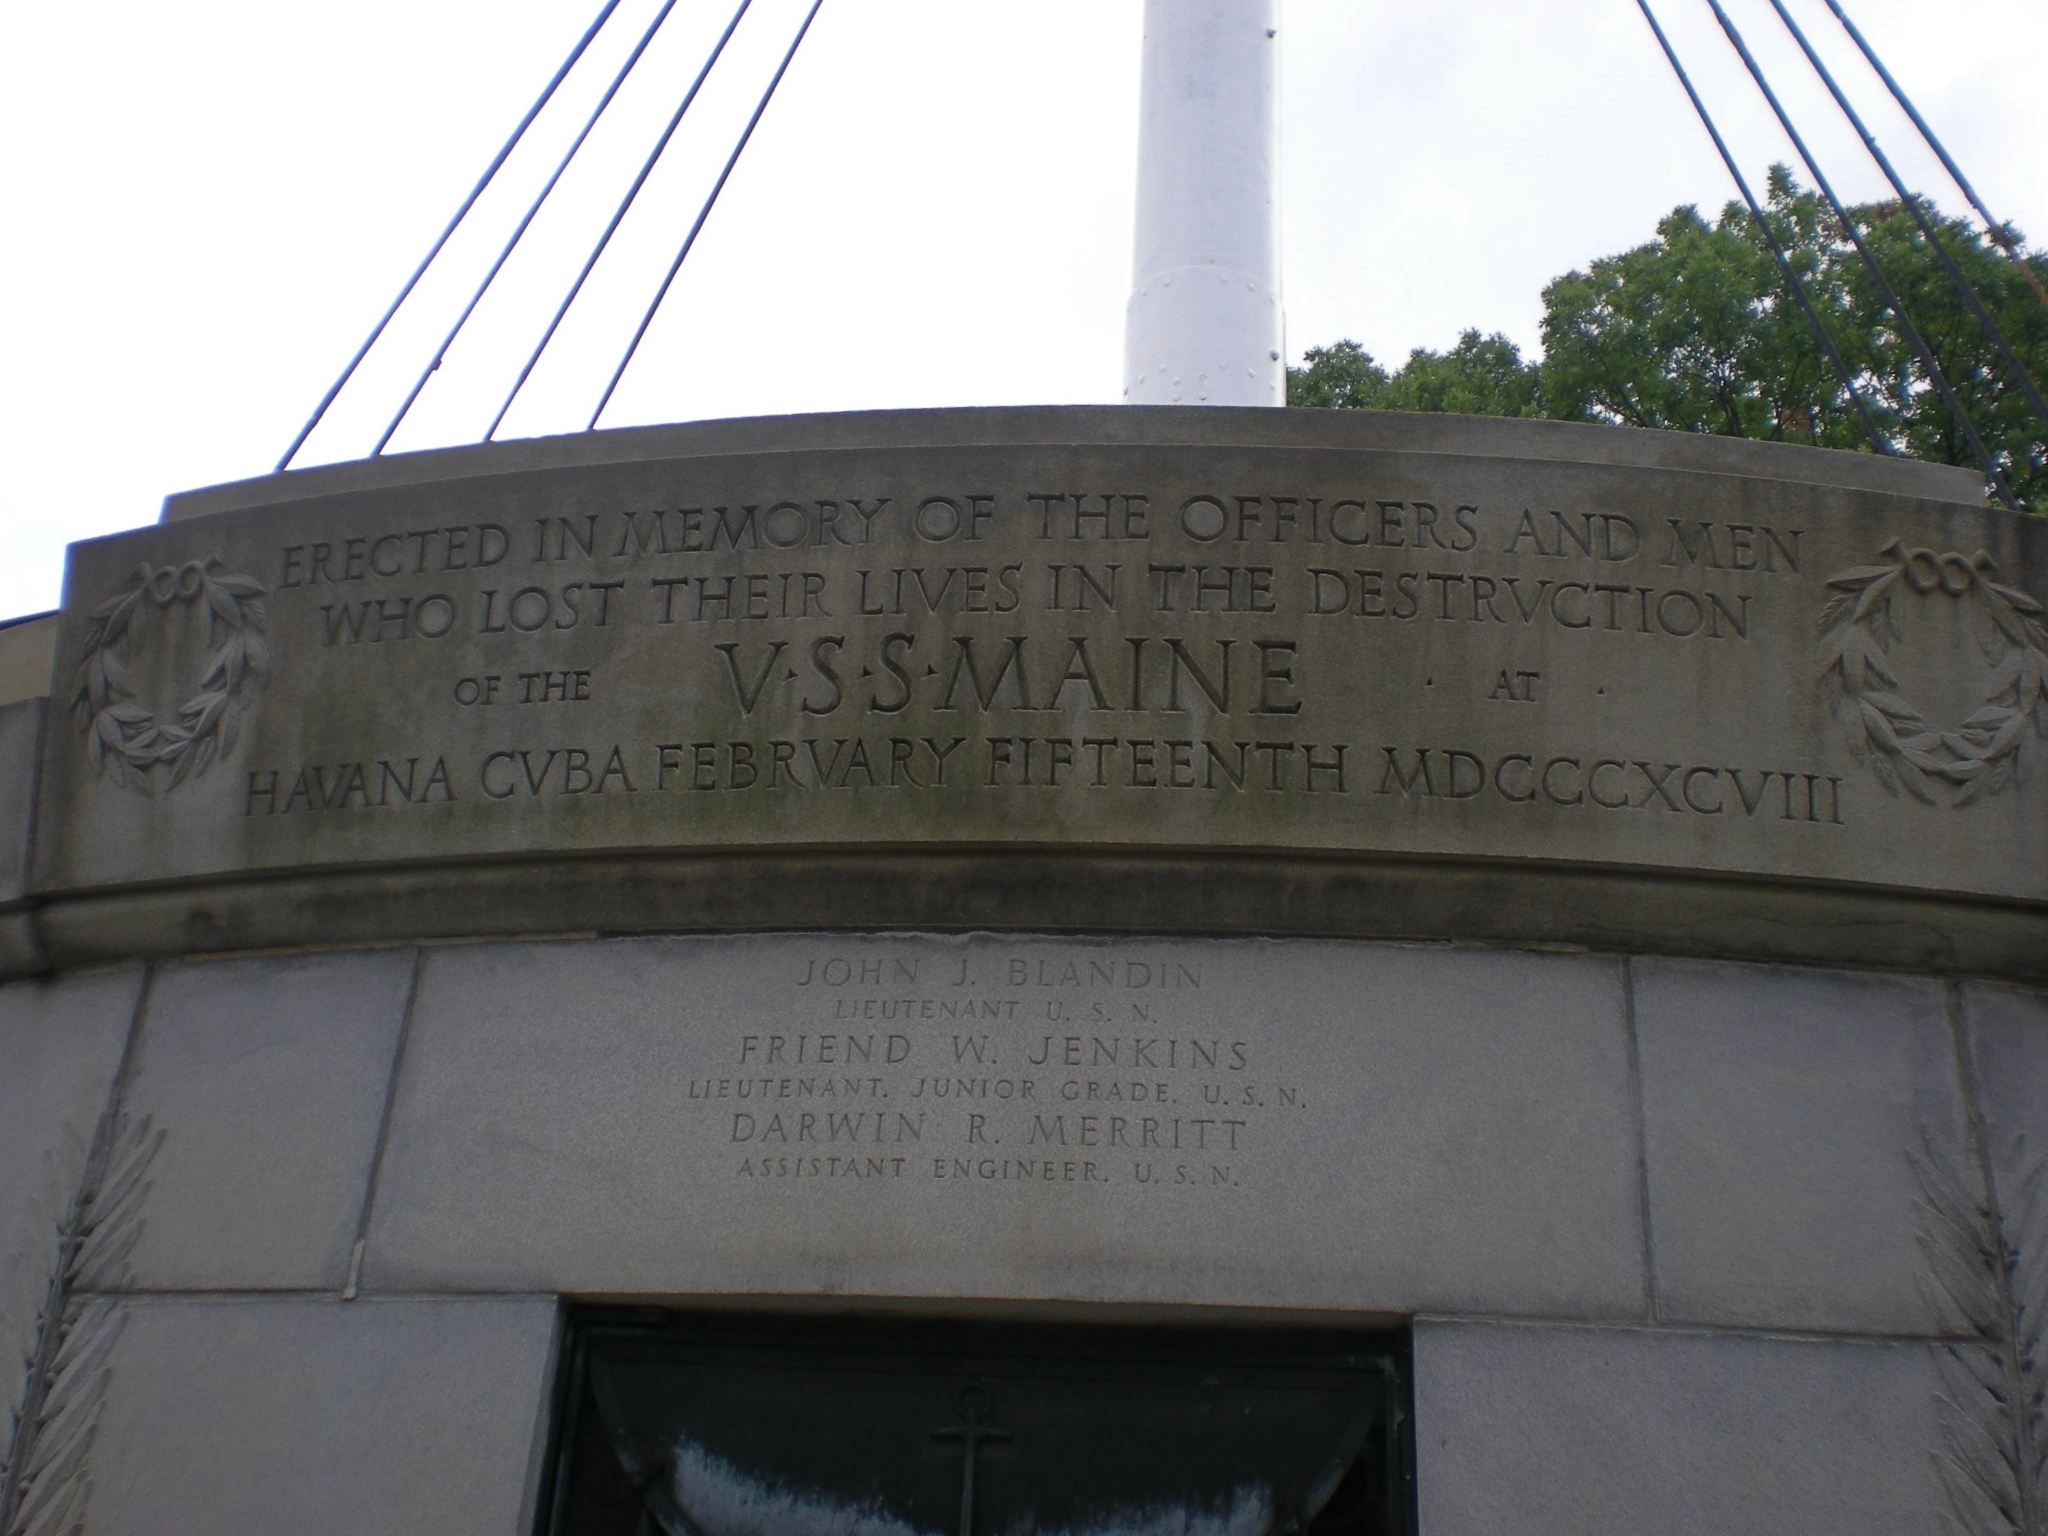 ERECTED IN MEMORY OF THE OFFICERS AND MEN
WHO LOST THEIR LIVES IN THE DESTRVCTION
OF THE V·S·S·MAINE · AT ·
HAVANA CVBA FEBRVARY FIFTEENTH MDCCCXCVIII
JOHN J. BLANDIN
LIEUTENANT U. S. N.
FRIEND W. JENKINS
LIEUTENANT, JUNIOR GRADE, U. S. N.
DARWIN R. MERRITT
ASSISTANT ENGINEER, U. S. N.